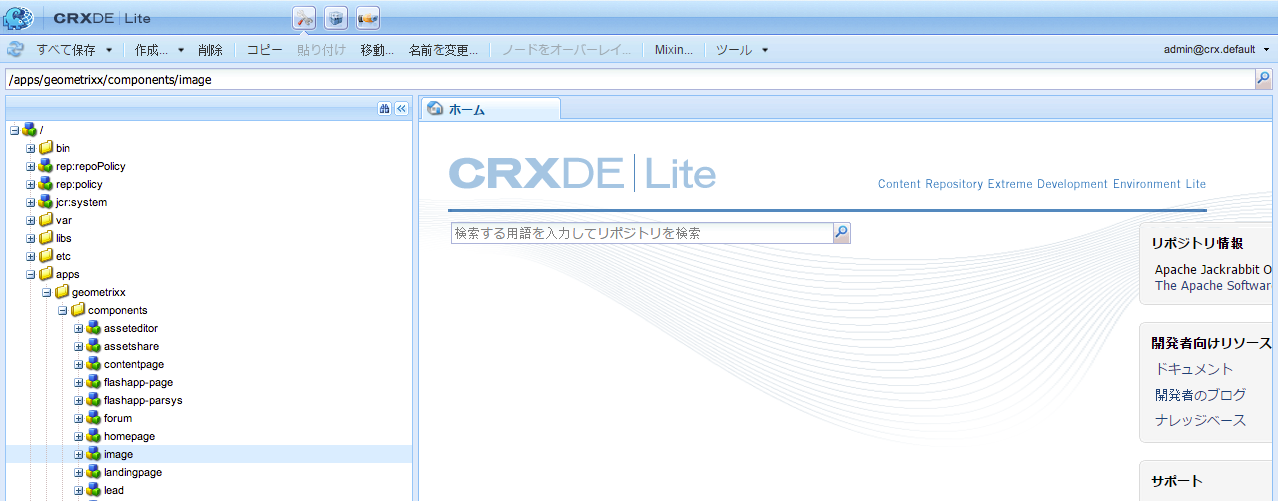 CRXDE | Lite
すべて保存 作成... 削除 コピー 貼り付け 移動... 名前を変更... ノードをオーバーレイ... Mixin... ツール admin@crx.default
/apps/geometrixx/components/image
ホーム
/
bin
rep:repoPolicy
rep:policy
jcr:system
var
libs
etc
apps
geometrixx
components
asseteditor
assetshare
contentpage
flashapp-page
flashapp-parsys
forum
homepage
image
landingpage
lead
CRXDE | Lite
Content Repository Extreme Development Environment Lite
検索する用語を入力してリポジトリを検索
リポジトリ情報
Apache Jackrabbit O
The Apache Software
開発者向けリソース
ドキュメント
開発者のブログ
ナレッジベース
サポート